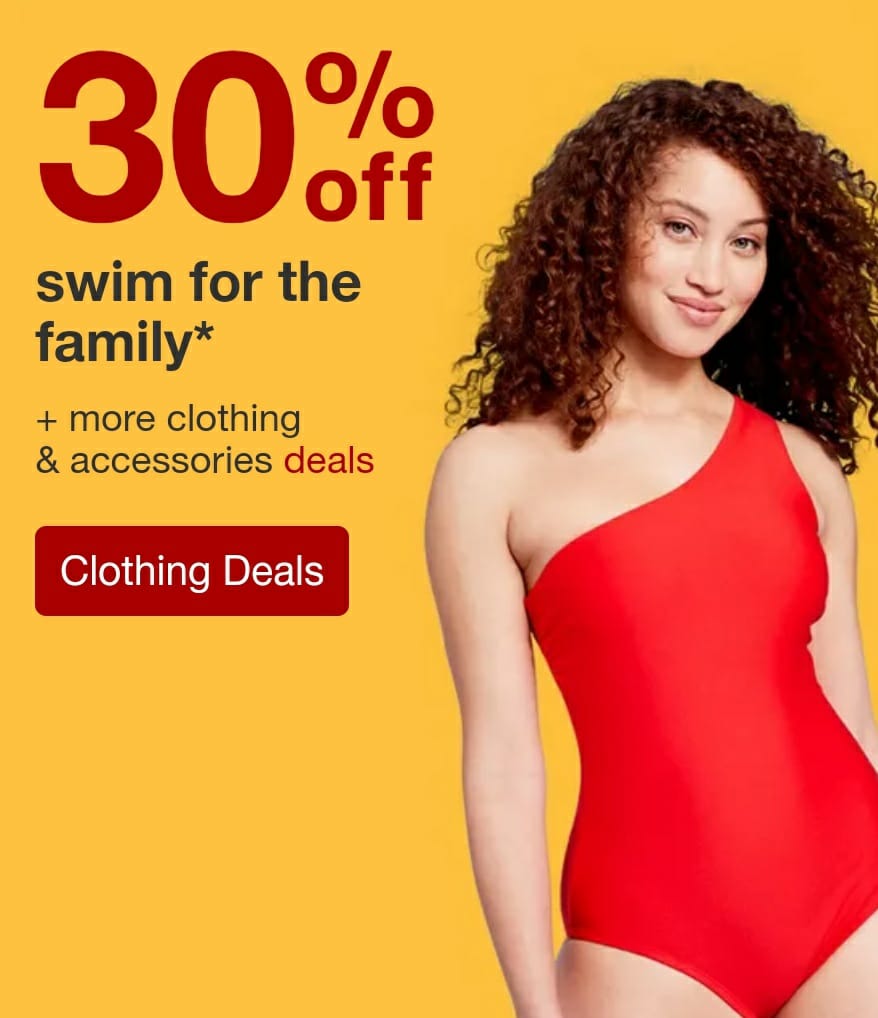 30%
off
swim for the
family*
+ more clothing
& accessories deals
Clothing Deals